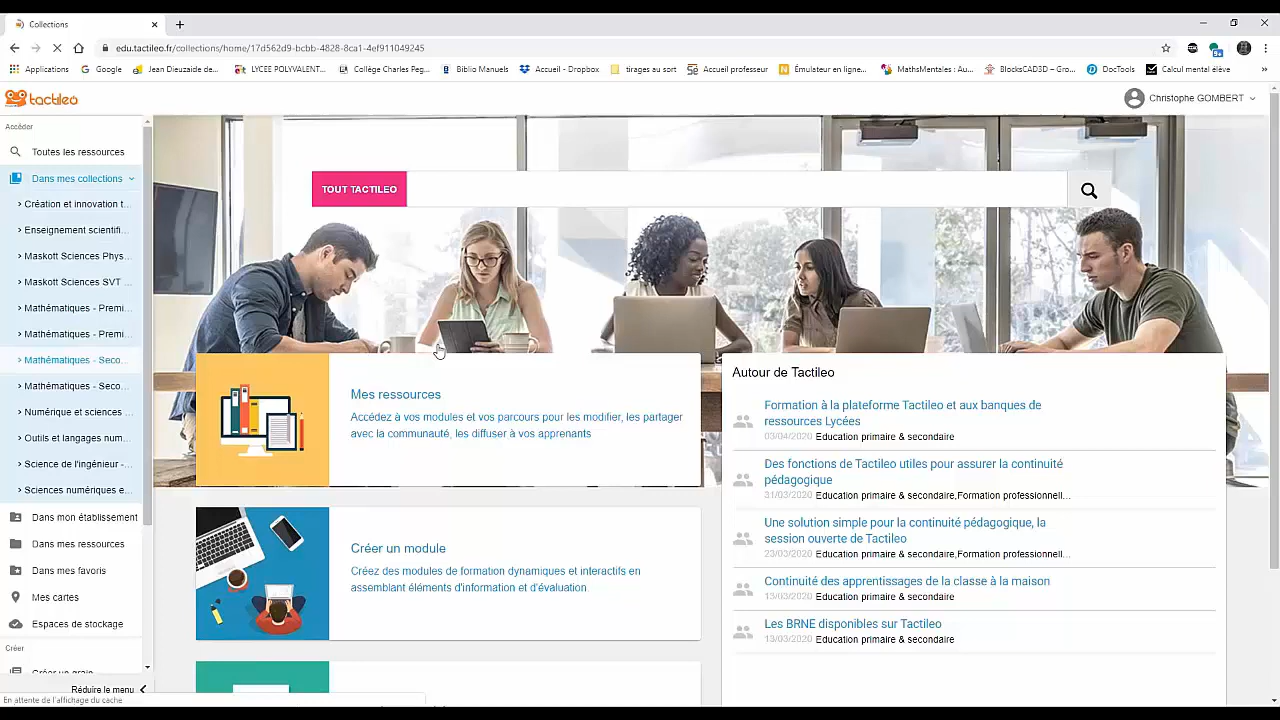 Collections
edu.tactileo.fr/collections/home/17d562d9-bcbb-4828-8ca1-4ef911049245
Applications
Google
Jean Dieuzaide de...
LYCEE POLYVALENT...
Collège Charles Peg...
Biblio Manuels
Accueil - Dropbox
tirages au sort
Accueil professeur
Émulateur en ligne...
MathsMentales : Au...
BlocksCAD3D – Gro...
DocTools
Calcul mental élève
»
tactileo
Christophe GOMBERT
Accéder
Toutes les ressources
Dans mes collections
> Création et innovation t...
> Enseignement scientifi...
> Maskott Sciences Phys...
> Maskott Sciences SVT ...
> Mathématiques - Premi...
> Mathématiques - Premi...
> Mathématiques - Seco...
> Mathématiques - Seco...
> Numérique et sciences ...
> Outils et langages num...
> Science de l'ingénieur -...
> Sciences numériques e...
Dans mon établissement
Dans mes ressources
Dans mes favoris
Mes cartes
Espaces de stockage
Créer
Créer un grain
Réduire le menu
En attente de l'affichage du cache
TOUT TACTILEO
Mes ressources
Accédez à vos modules et vos parcours pour les modifier, les partager
avec la communauté, les diffuser à vos apprenants
Créer un module
Créez des modules de formation dynamiques et interactifs en
assemblant éléments d'information et d'évaluation.
Autour de Tactileo
Formation à la plateforme Tactileo et aux banques de
ressources Lycées
03/04/2020 Education primaire & secondaire
Des fonctions de Tactileo utiles pour assurer la continuité
pédagogique
31/03/2020 Education primaire & secondaire,Formation professionnell...
Une solution simple pour la continuité pédagogique, la
session ouverte de Tactileo
23/03/2020 Education primaire & secondaire,Formation professionnell...
Continuité des apprentissages de la classe à la maison
13/03/2020 Education primaire & secondaire
Les BRNE disponibles sur Tactileo
13/03/2020 Education primaire & secondaire